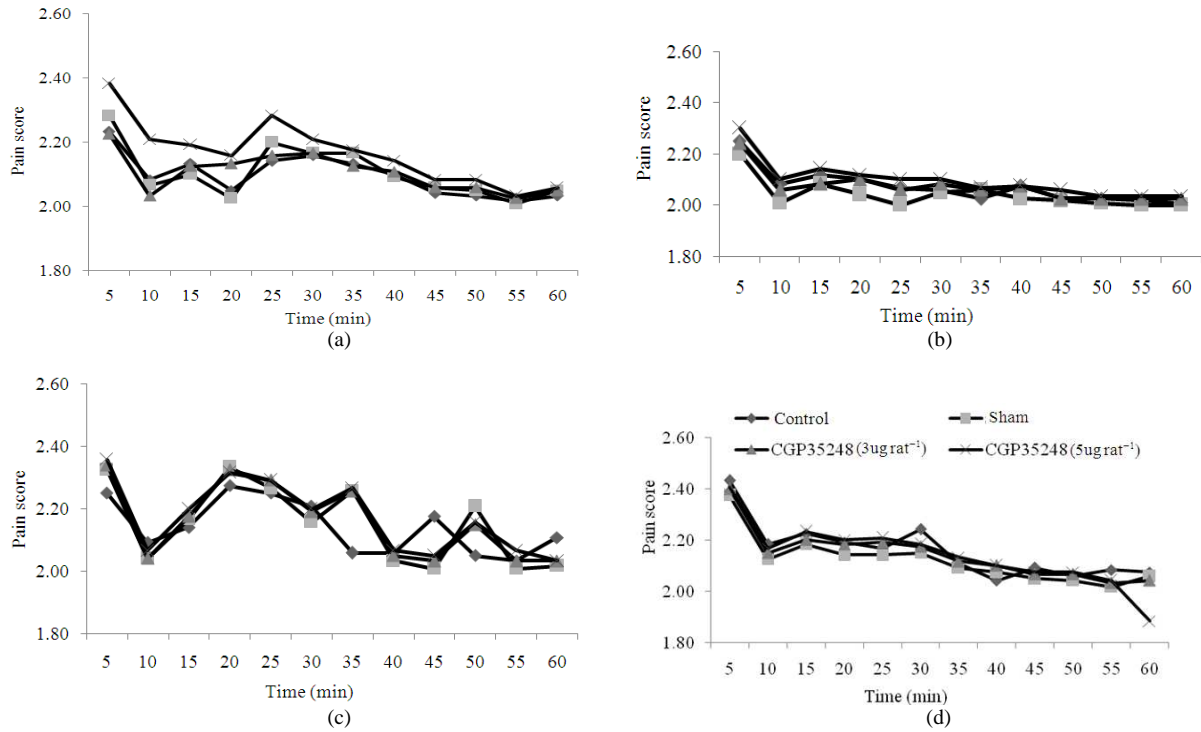 2.60
2.40
2.20
2.00
1.80
Pain score
5 10 15 20 25 30 35 40 45 50 55 60
Time (min)
(a)
2.60
2.40
2.20
2.00
1.80
Pain score
5 10 15 20 25 30 35 40 45 50 55 60
Time (min)
(b)
2.60
2.40
2.20
2.00
1.80
Pain score
5 10 15 20 25 30 35 40 45 50 55 60
Time (min)
(c)
Control Sham
CGP35248 (3ug rat⁻¹) CGP35248 (5ug rat⁻¹)
2.60
2.40
2.20
2.00
1.80
Pain score
5 10 15 20 25 30 35 40 45 50 55 60
Time (min)
(d)